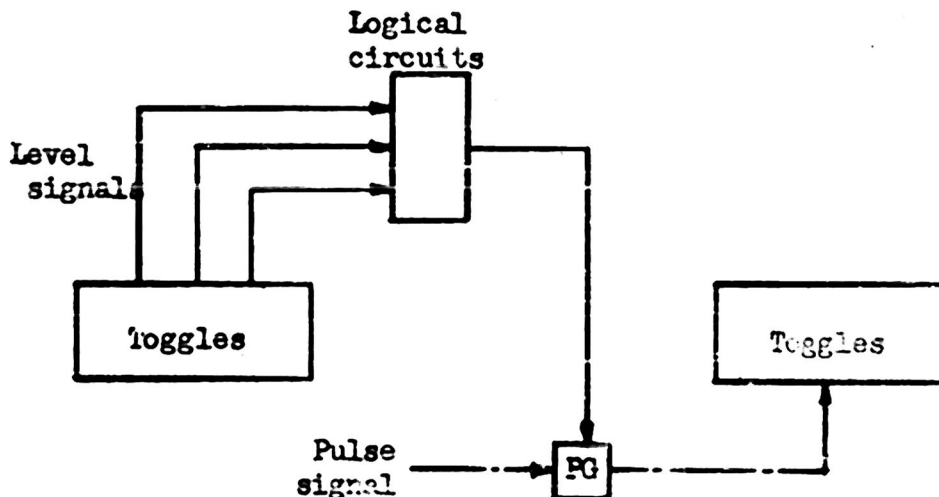 Logical
circuits
Level
signals
Toggles
Toggles
Pulse
signal
PG